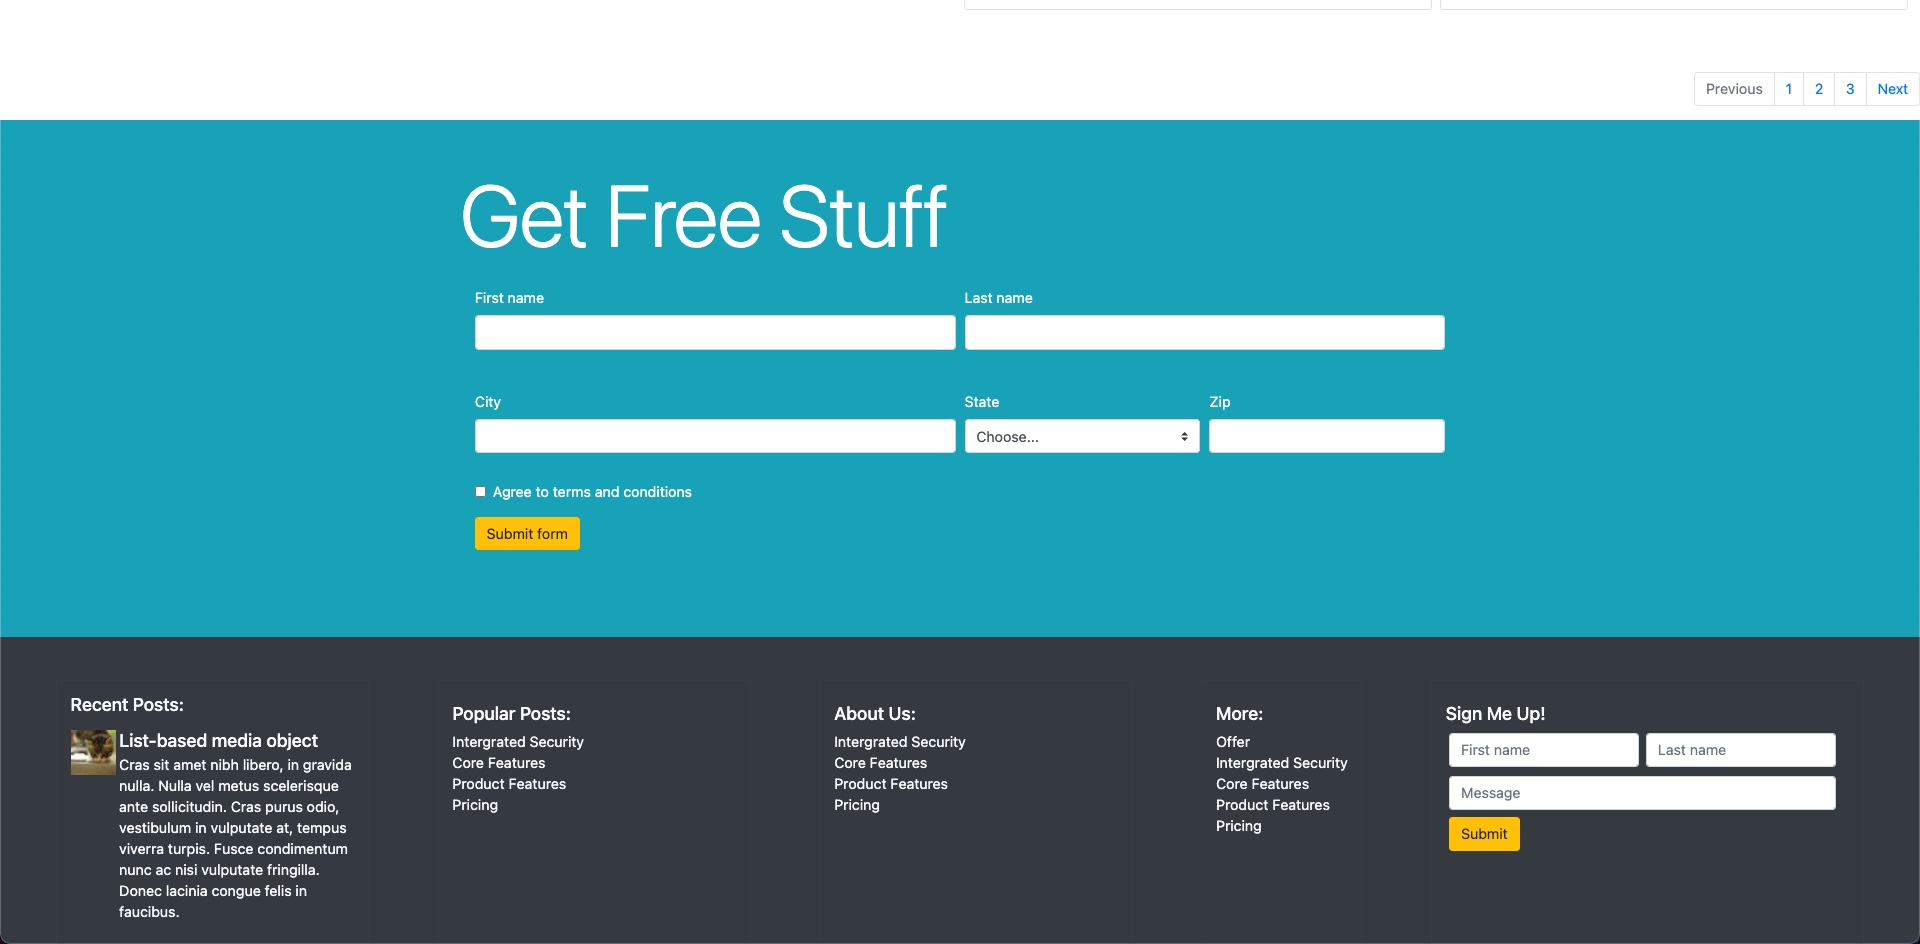 Previous 1 2 3 Next
Get Free Stuff
First name
Last name
City
State
Zip
Choose...
Agree to terms and conditions
Submit form
Recent Posts:
List-based media object
Cras sit amet nibh libero, in gravida
nulla. Nulla vel metus scelerisque
ante sollicitudin. Cras purus odio,
vestibulum in vulputate at, tempus
viverra turpis. Fusce condimentum
nunc ac nisi vulputate fringilla.
Donec lacinia congue felis in
faucibus.
Popular Posts:
Intergrated Security
Core Features
Product Features
Pricing
About Us:
Intergrated Security
Core Features
Product Features
Pricing
More:
Offer
Intergrated Security
Core Features
Product Features
Pricing
Sign Me Up!
First name
Last name
Message
Submit